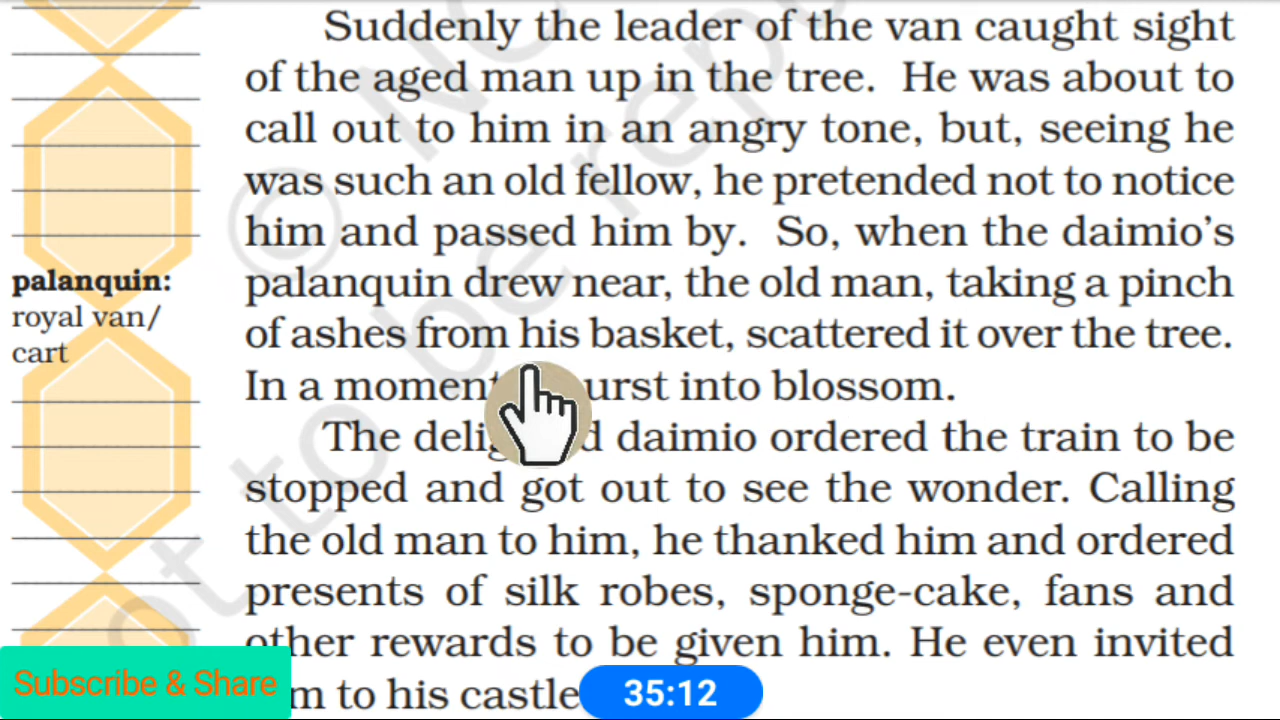 Suddenly the leader of the van caught sight
of the aged man up in the tree. He was about to
call out to him in an angry tone, but, seeing he
was such an old fellow, he pretended not to notice
him and passed him by. So, when the daimio's
palanquin drew near, the old man, taking a pinch
of ashes from his basket, scattered it over the tree.
In a moment urst into blossom.
The daimio ordered the train to be
stopped and got out to see the wonder. Calling
the old man to him, he thanked him and ordered
presents of silk robes, sponge-cake, fans and
other rewards to be given him. He even invited
m to his castle
palanquin:
royal van/
cart
Subscribe & Share
35:12